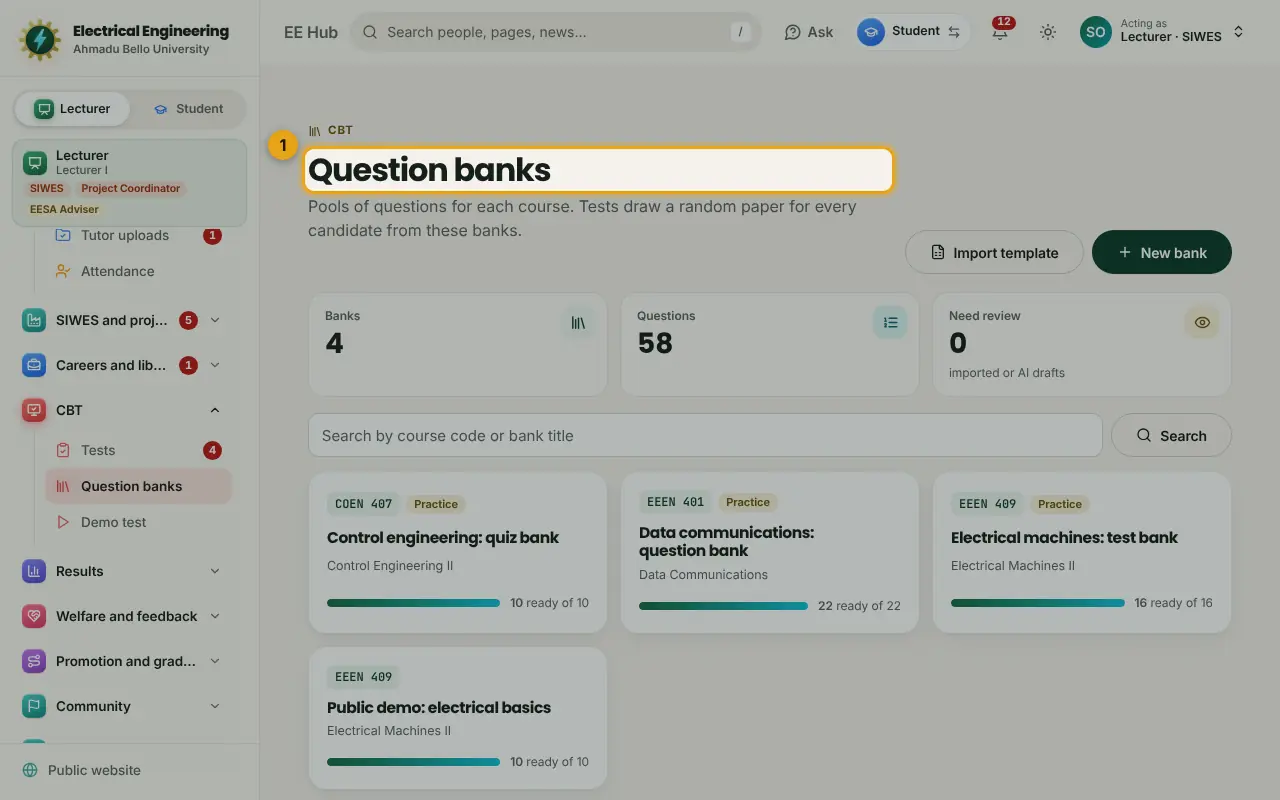 Electrical Engineering
Ahmadu Bello University
EE Hub
Search people, pages, news...
/
Ask
Student
12
SO
Acting as
Lecturer · SIWES
Lecturer
Student
Lecturer
Lecturer I
SIWES
Project Coordinator
EESA Adviser
Tutor uploads
1
Attendance
SIWES and proj...
5
Careers and lib...
1
CBT
Tests
4
Question banks
Demo test
Results
Welfare and feedback
Promotion and grad...
Community
Public website
CBT
1
Question banks
Pools of questions for each course. Tests draw a random paper for every
candidate from these banks.
Import template
New bank
Banks
4
Questions
58
Need review
0
imported or AI drafts
Search by course code or bank title
Search
COEN 407
Practice
Control engineering: quiz bank
Control Engineering II
10 ready of 10
EEEN 401
Practice
Data communications:
question bank
Data Communications
22 ready of 22
EEEN 409
Practice
Electrical machines: test bank
Electrical Machines II
16 ready of 16
EEEN 409
Public demo: electrical basics
Electrical Machines II
10 ready of 10